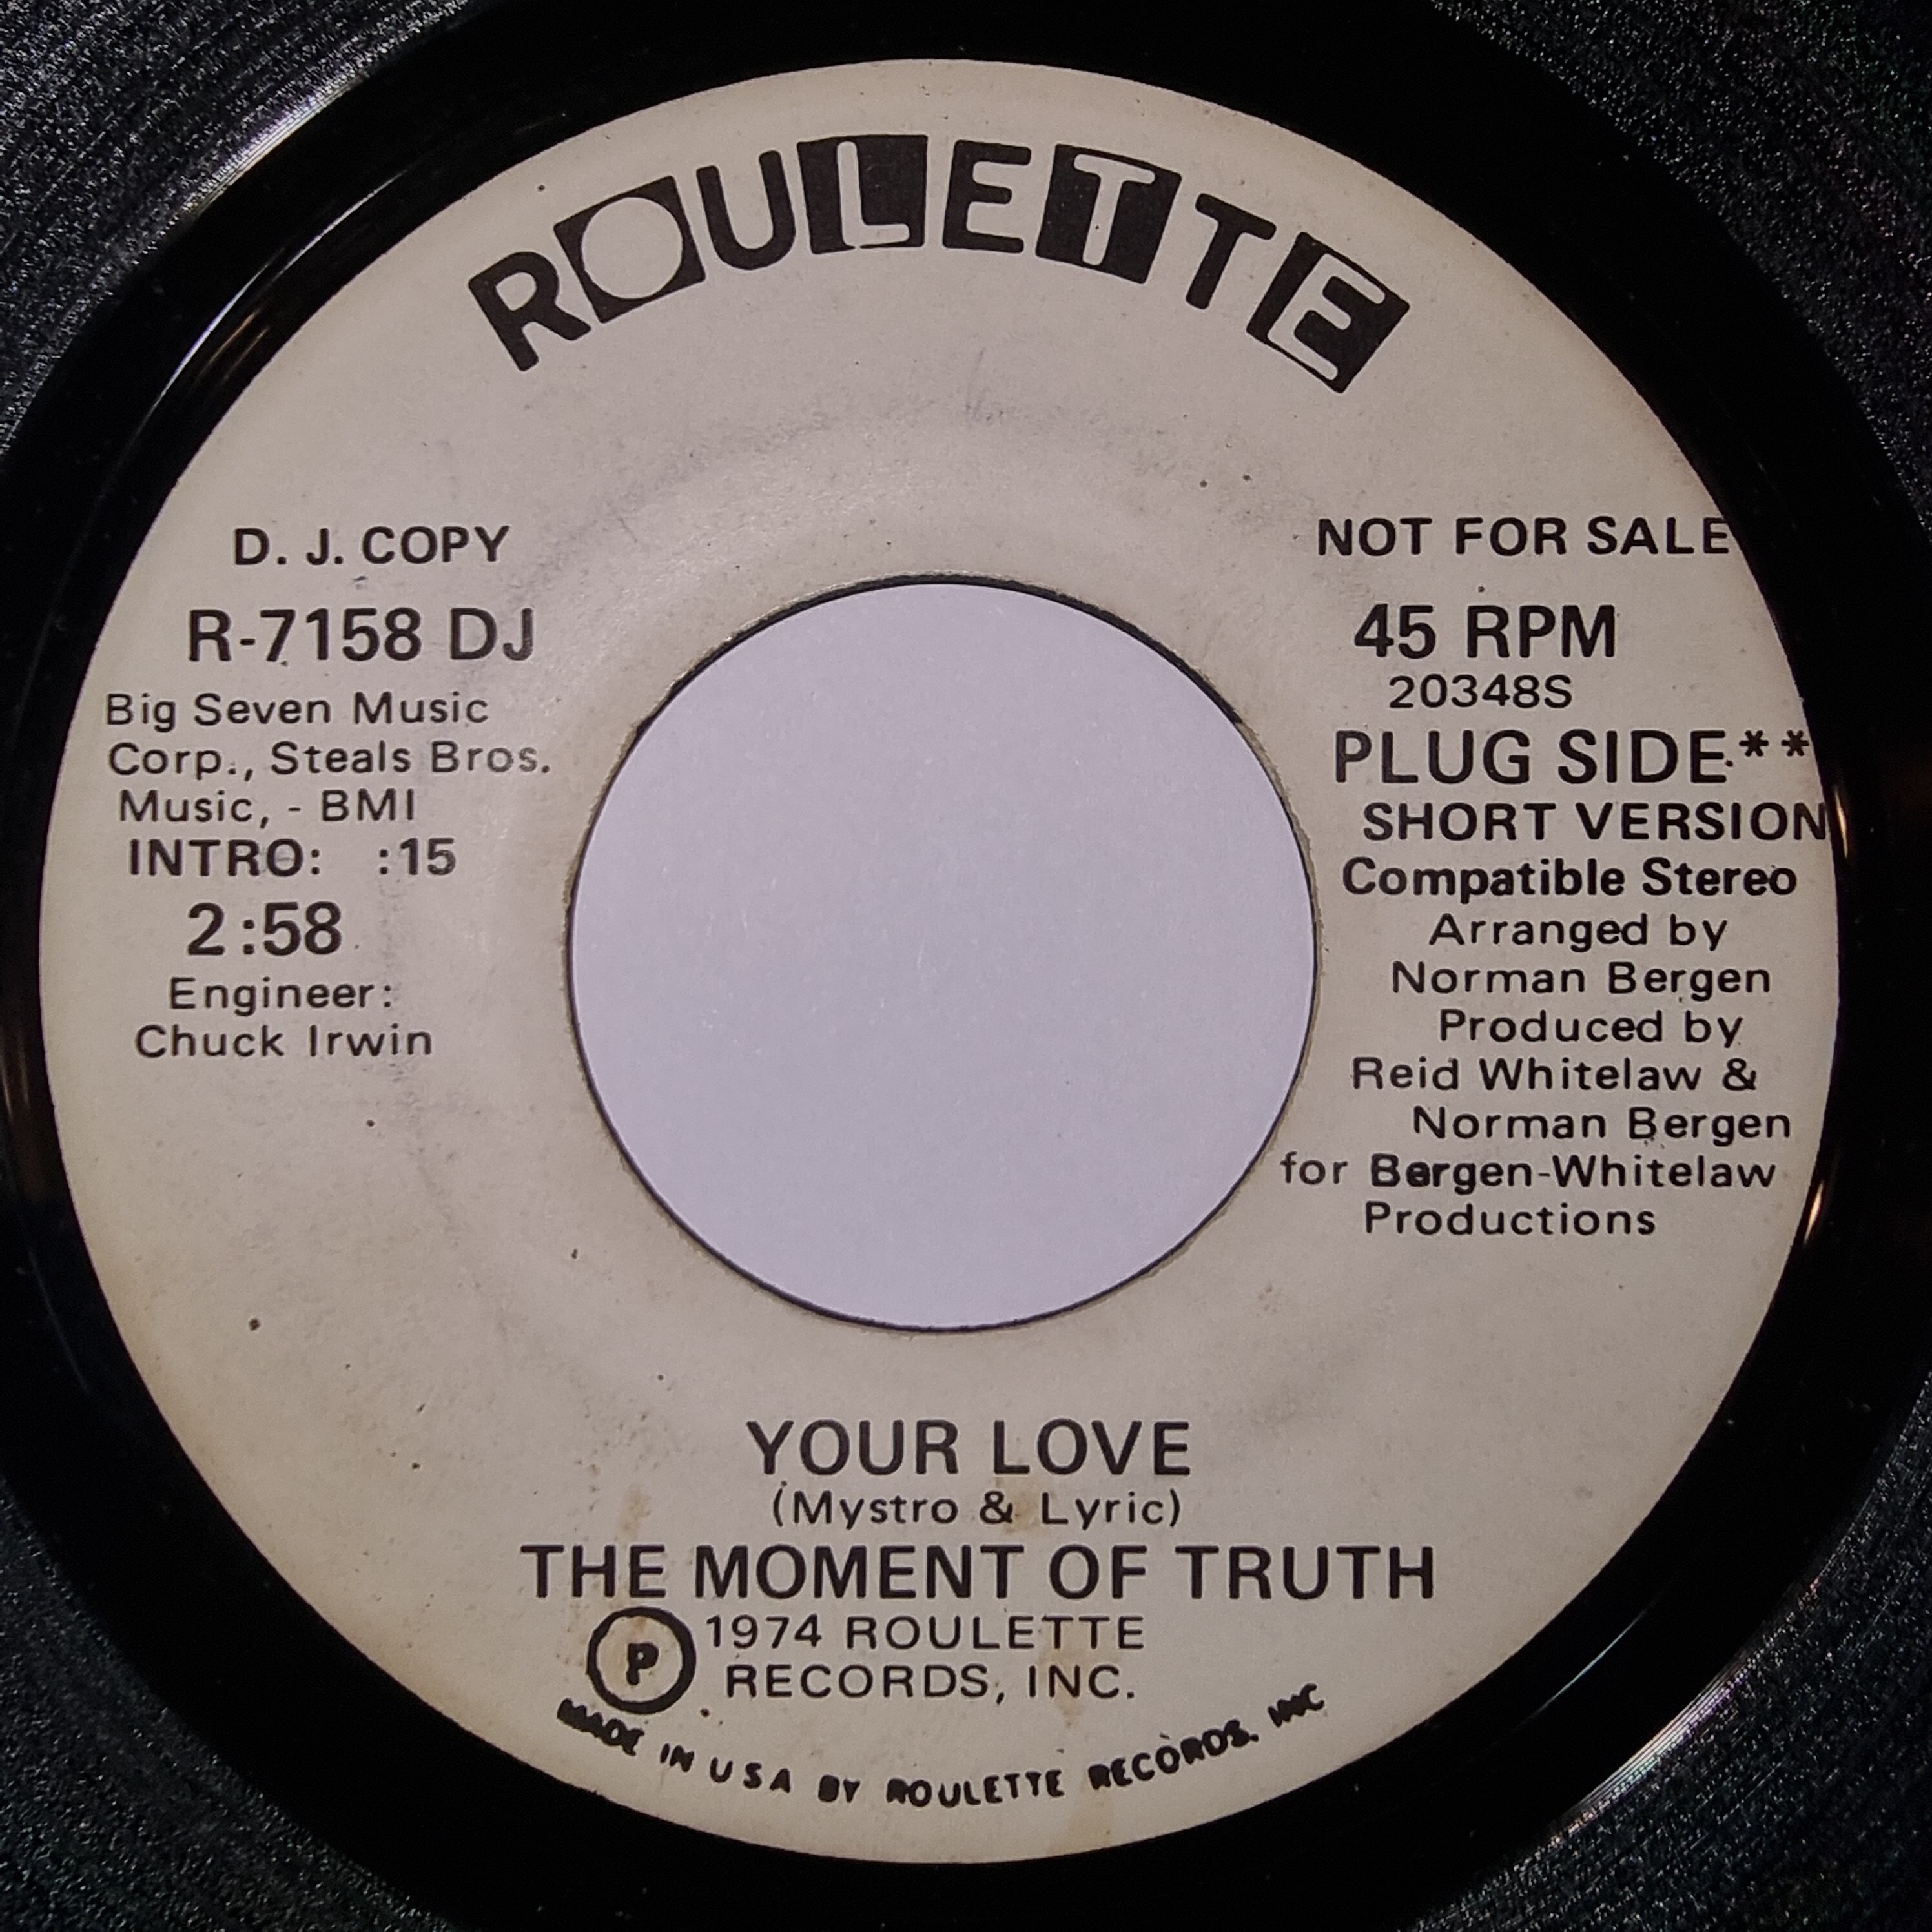 ROULETTE
D. J. COPY
R-7158 DJ
Big Seven Music
Corp., Steals Bros.
Music, - BMI
INTRO: :15
2:58
Engineer:
Chuck Irwin
NOT FOR SALE
45 RPM
20348S
PLUG SIDE**
SHORT VERSION
Compatible Stereo
Arranged by
Norman Bergen
Produced by
Reid Whitelaw &
Norman Bergen
for Bergen-Whitelaw
Productions
YOUR LOVE
(Mystro & Lyric)
THE MOMENT OF TRUTH
Ⓟ 1974 ROULETTE
RECORDS, INC.
MADE IN USA BY ROULETTE RECORDS, INC